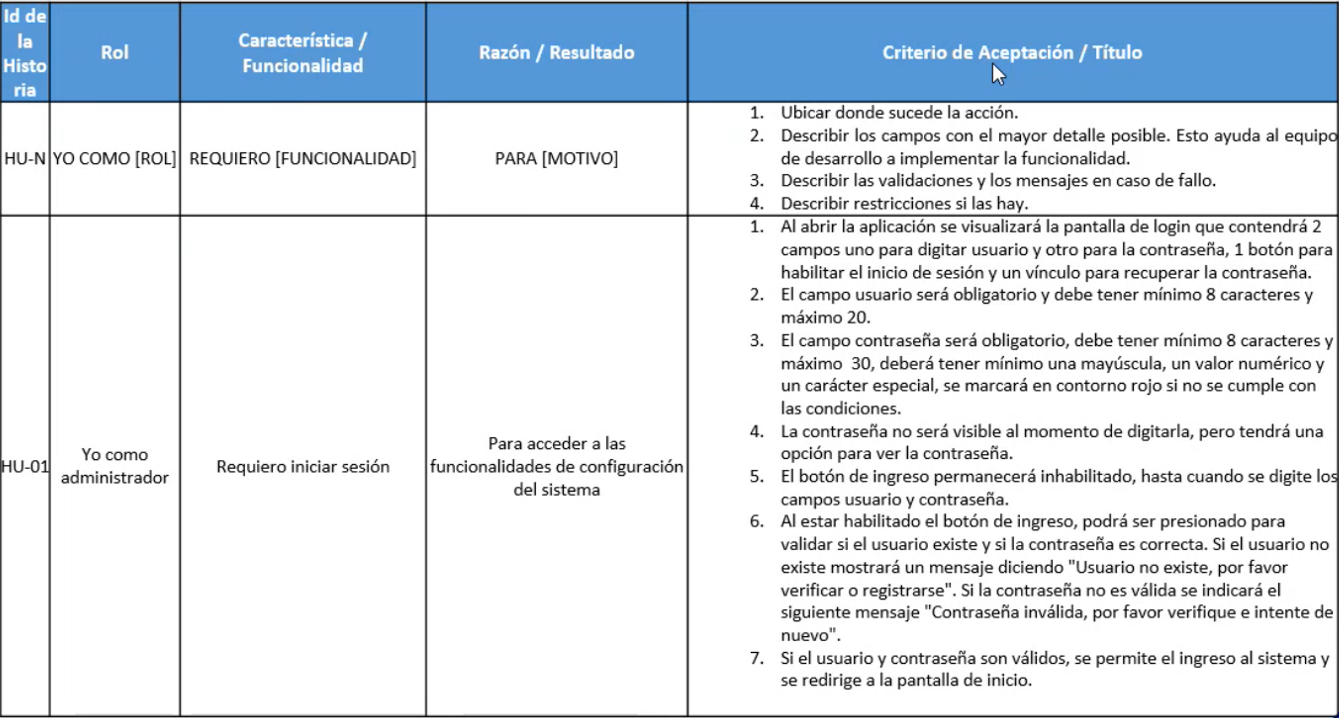 Id de
la
Histo
ria
Rol
Característica /
Funcionalidad
Razón / Resultado
Criterio de Aceptación / Título
HU-N
YO COMO [ROL]
REQUIERO [FUNCIONALIDAD]
PARA [MOTIVO]
1. Ubicar donde sucede la acción.
2. Describir los campos con el mayor detalle posible. Esto ayuda al equipo
de desarrollo a implementar la funcionalidad.
3. Describir las validaciones y los mensajes en caso de fallo.
4. Describir restricciones si las hay.
HU-01
Yo como
administrador
Requiero iniciar sesión
Para acceder a las
funcionalidades de configuración
del sistema
1. Al abrir la aplicación se visualizará la pantalla de login que contendrá 2
campos uno para digitar usuario y otro para la contraseña, 1 botón para
habilitar el inicio de sesión y un vínculo para recuperar la contraseña.
2. El campo usuario será obligatorio y debe tener mínimo 8 caracteres y
máximo 20.
3. El campo contraseña será obligatorio, debe tener mínimo 8 caracteres y
máximo 30, deberá tener mínimo una mayúscula, un valor numérico y
un carácter especial, se marcará en contorno rojo si no se cumple con
las condiciones.
4. La contraseña no será visible al momento de digitarla, pero tendrá una
opción para ver la contraseña.
5. El botón de ingreso permanecerá inhabilitado, hasta cuando se digite los
campos usuario y contraseña.
6. Al estar habilitado el botón de ingreso, podrá ser presionado para
validar si el usuario existe y si la contraseña es correcta. Si el usuario no
existe mostrará un mensaje diciendo "Usuario no existe, por favor
verificar o registrarse". Si la contraseña no es válida se indicará el
siguiente mensaje "Contraseña inválida, por favor verifique e intente de
nuevo".
7. Si el usuario y contraseña son válidos, se permite el ingreso al sistema y
se redirige a la pantalla de inicio.